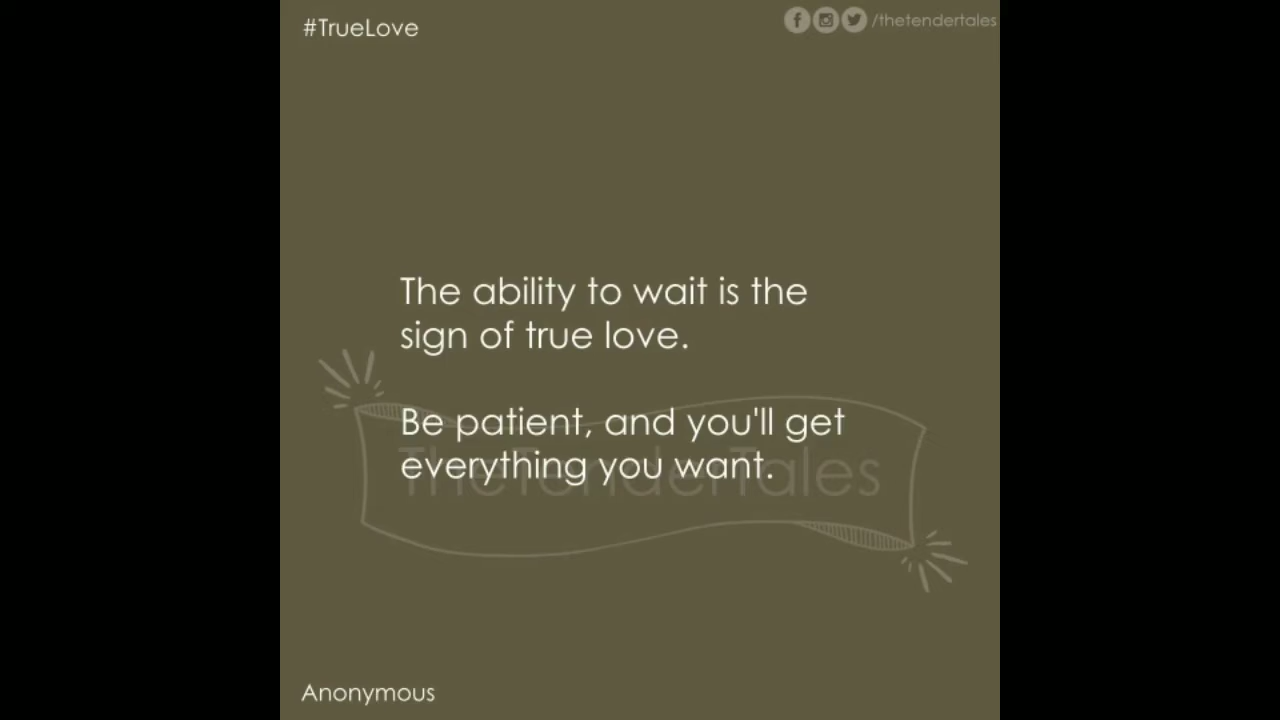 #TrueLove
/thetendertales
The ability to wait is the
sign of true love.
Be patient, and you'll get
everything you want.
TheTenderTales
Anonymous